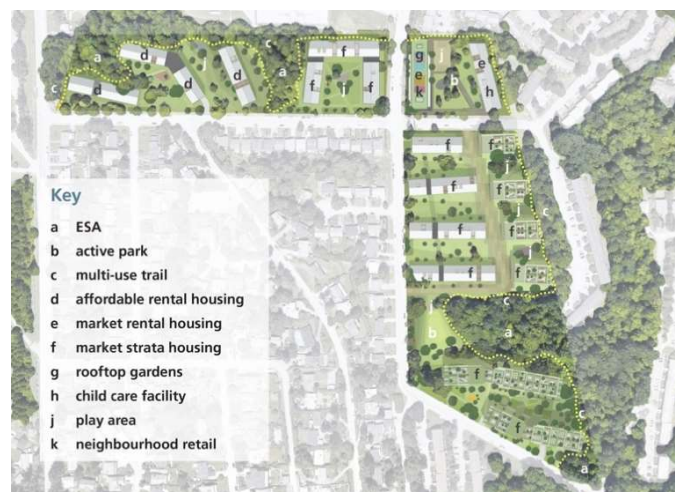 a
c
d
d
j
d
d
c
a
f
f
j
f
g
j
e
b
e
k
h
f
f
j
f
f
j
c
f
f
j
f
f
c
j
b
a
f
c
f
a
Key
a ESA
b active park
c multi-use trail
d affordable rental housing
e market rental housing
f market strata housing
g rooftop gardens
h child care facility
j play area
k neighbourhood retail